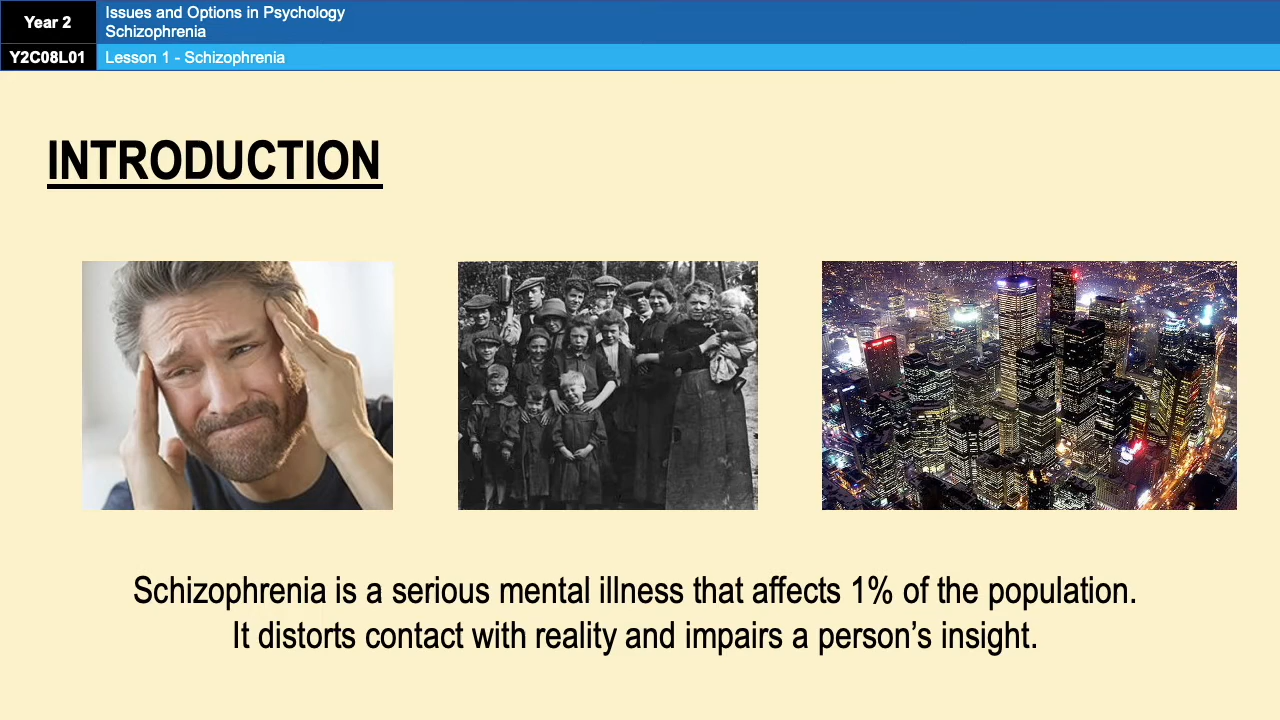 Year 2
Issues and Options in Psychology
Schizophrenia
Y2C08L01
Lesson 1 - Schizophrenia
INTRODUCTION
Schizophrenia is a serious mental illness that affects 1% of the population.
It distorts contact with reality and impairs a person’s insight.